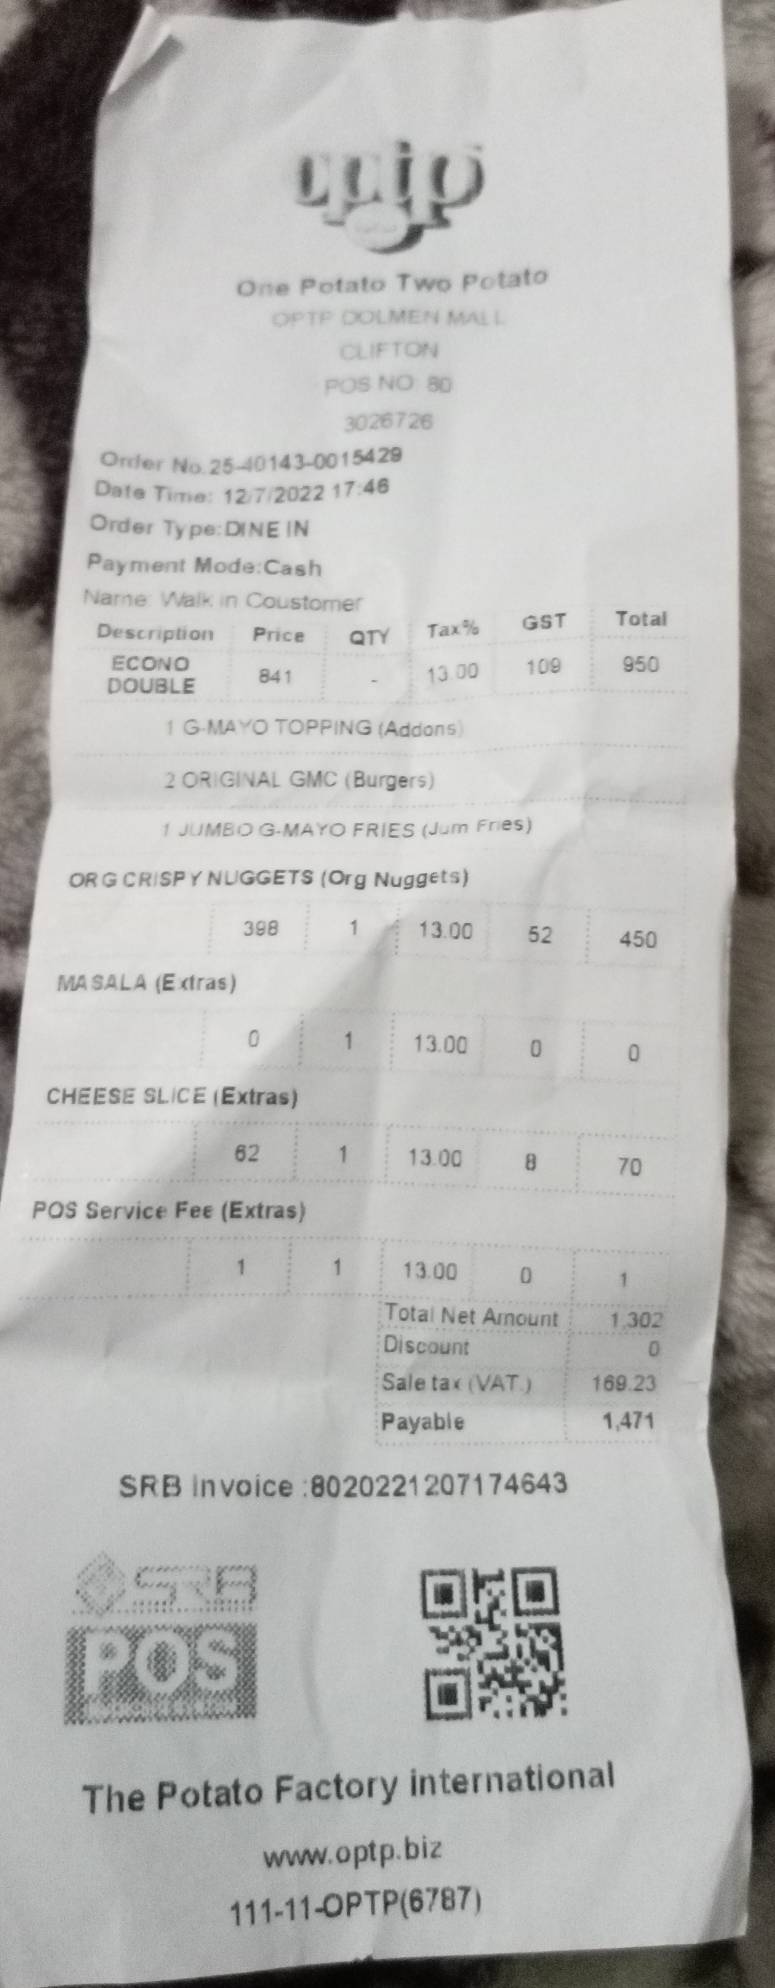 optp
One Potato Two Potato
OPTP DOLMEN MALL
CLIFTON
POS NO 80
3026726
Order No.25-40143-0015429
Date Time: 12/7/2022 17:46
Order Type:DINE IN
Payment Mode:Cash
Name: Walk in Coustomer
Description Price QTY Tax% GST Total
ECONO DOUBLE 841 - 13.00 109 950
1 G-MAYO TOPPING (Addons)
2 ORIGINAL GMC (Burgers)
1 JUMBO G-MAYO FRIES (Jum Fries)
ORG CRISPY NUGGETS (Org Nuggets)
398 1 13.00 52 450
MASALA (Extras)
0 1 13.00 0 0
CHEESE SLICE (Extras)
62 1 13.00 8 70
POS Service Fee (Extras)
1 1 13.00 0 1
Total Net Amount 1,302
Discount 0
Sale tax (VAT.) 169.23
Payable 1,471
SRB Invoice :8020221207174643
SRB
POS
The Potato Factory international
www.optp.biz
111-11-OPTP(6787)